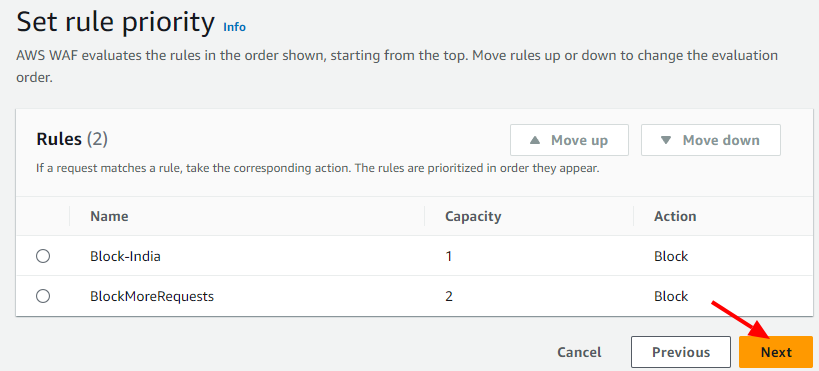 Set rule priority Info
AWS WAF evaluates the rules in the order shown, starting from the top. Move rules up or down to change the evaluation
order.
Rules (2)
Move up
Move down
If a request matches a rule, take the corresponding action. The rules are prioritized in order they appear.
Name Capacity Action
Block-India 1 Block
BlockMoreRequests 2 Block
Cancel Previous Next